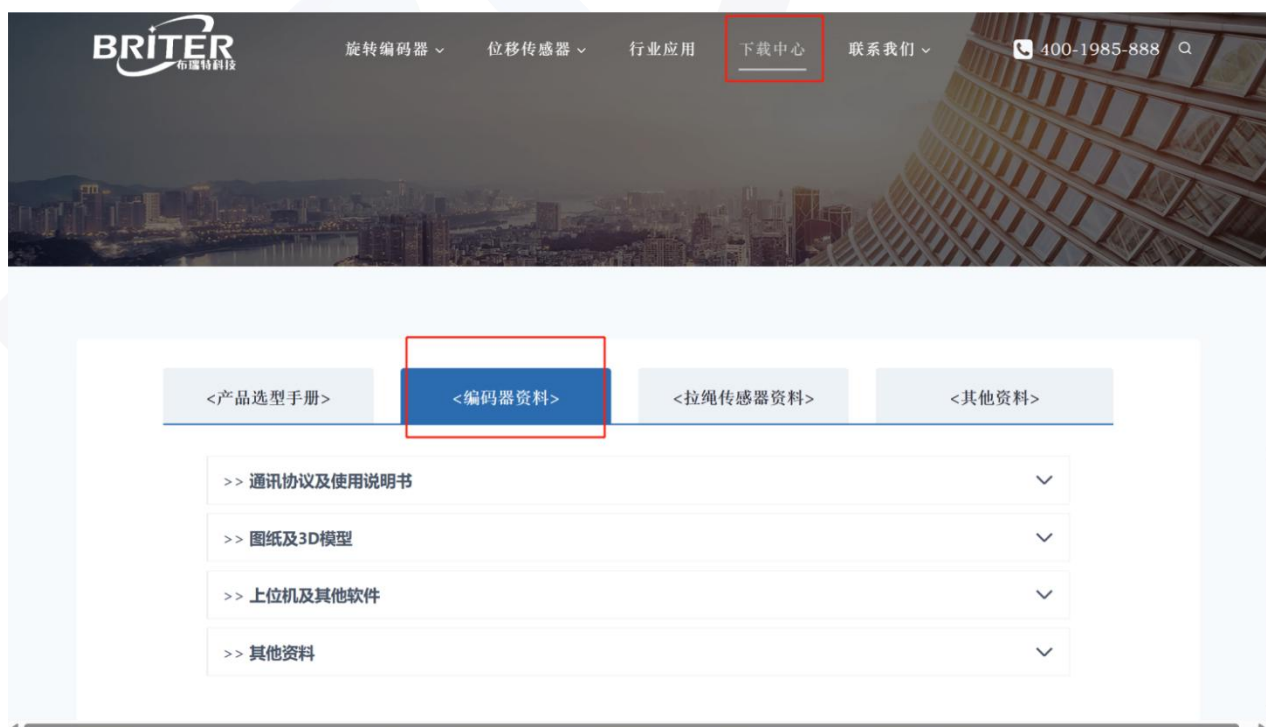 BRITER
布瑞特科技
旋转编码器 位移传感器 行业应用 下载中心 联系我们 400-1985-888
<产品选型手册> <编码器资料> <拉绳传感器资料> <其他资料>
>> 通讯协议及使用说明书
>> 图纸及3D模型
>> 上位机及其他软件
>> 其他资料